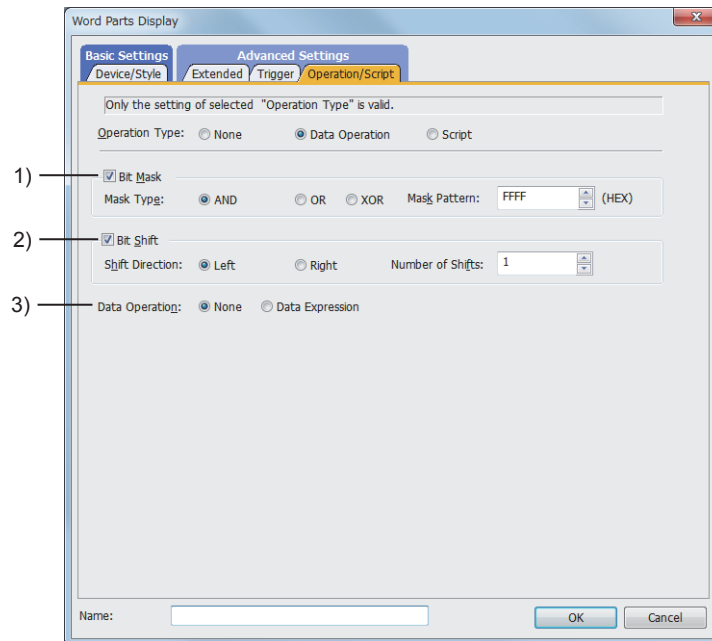 Word Parts Display
x
Basic Settings Advanced Settings
Device/Style Extended Trigger Operation/Script
Only the setting of selected "Operation Type" is valid.
Operation Type: None Data Operation Script
1) Bit Mask
Mask Type: AND OR XOR Mask Pattern: FFFF (HEX)
2) Bit Shift
Shift Direction: Left Right Number of Shifts: 1
3) Data Operation: None Data Expression
Name: OK Cancel